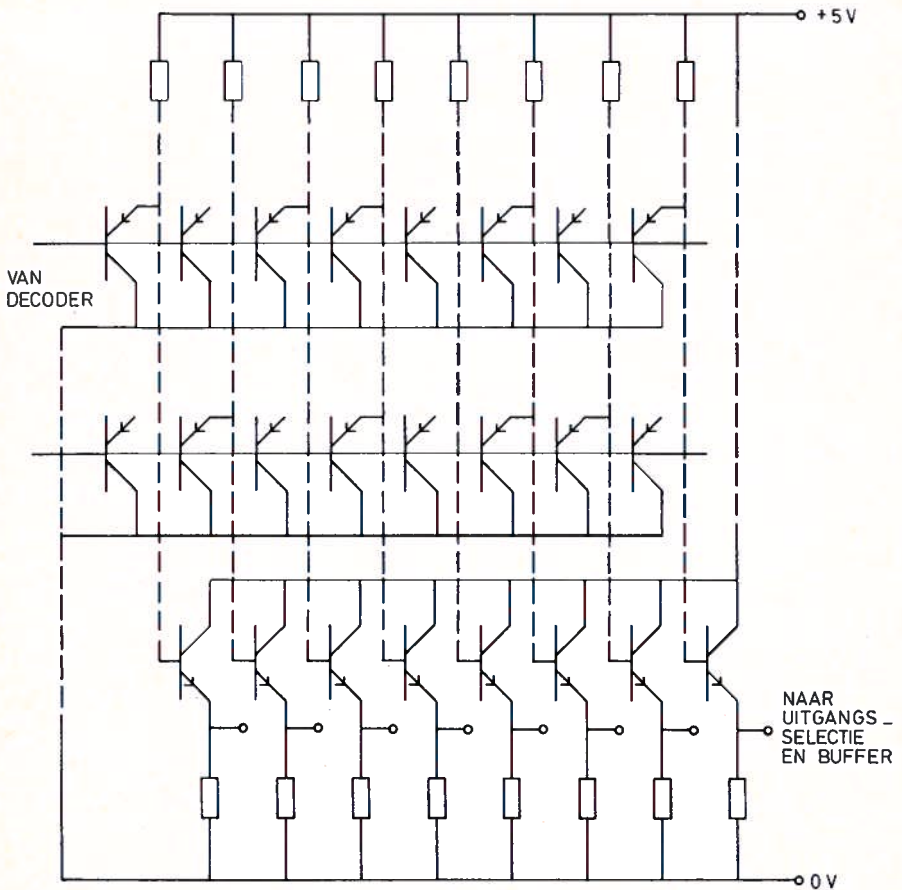 +5V
VAN
DECODER
NAAR
UITGANGS_
SELECTIE
EN BUFFER
0V